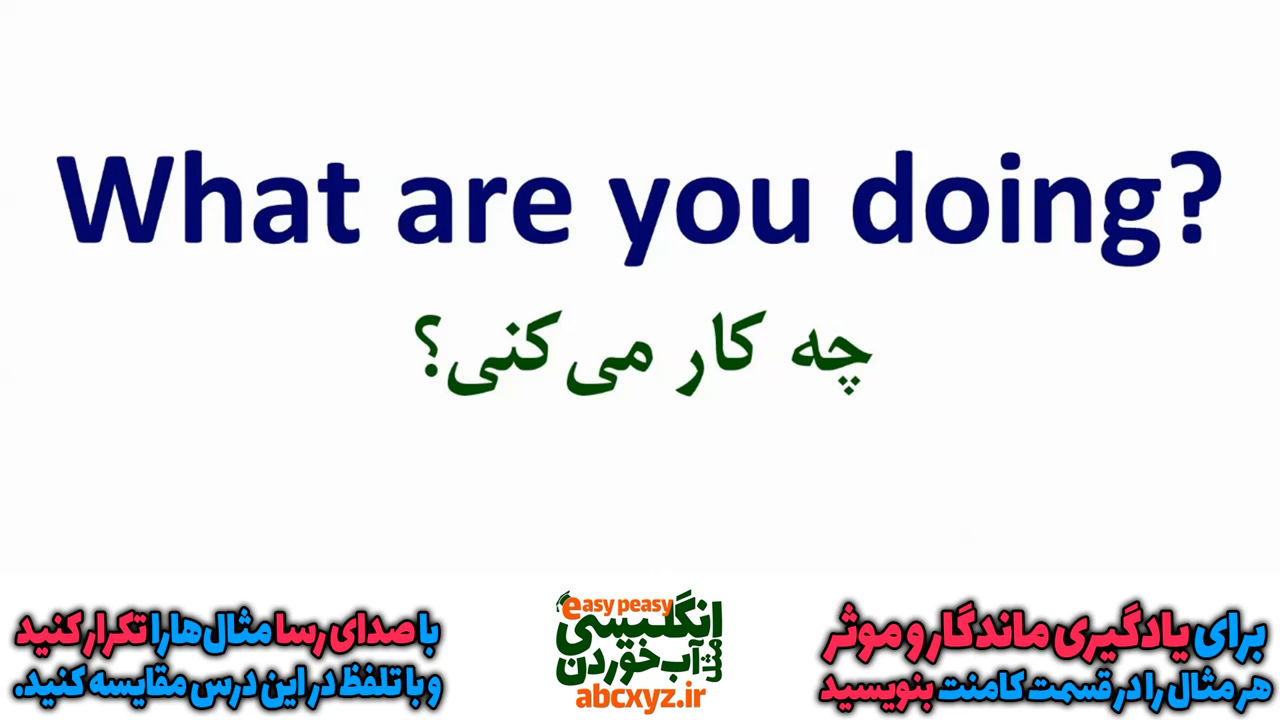 What are you doing?
چه کار می‌کنی؟
برای یادگیری ماندگار و موثر
هر مثال را در قسمت کامنت بنویسید
easy peasy
انگلیسی
مثل آب خوردن
abcxyz.ir
با صدای رسا مثال‌ها را تکرار کنید
و با تلفظ در این درس مقایسه کنید.